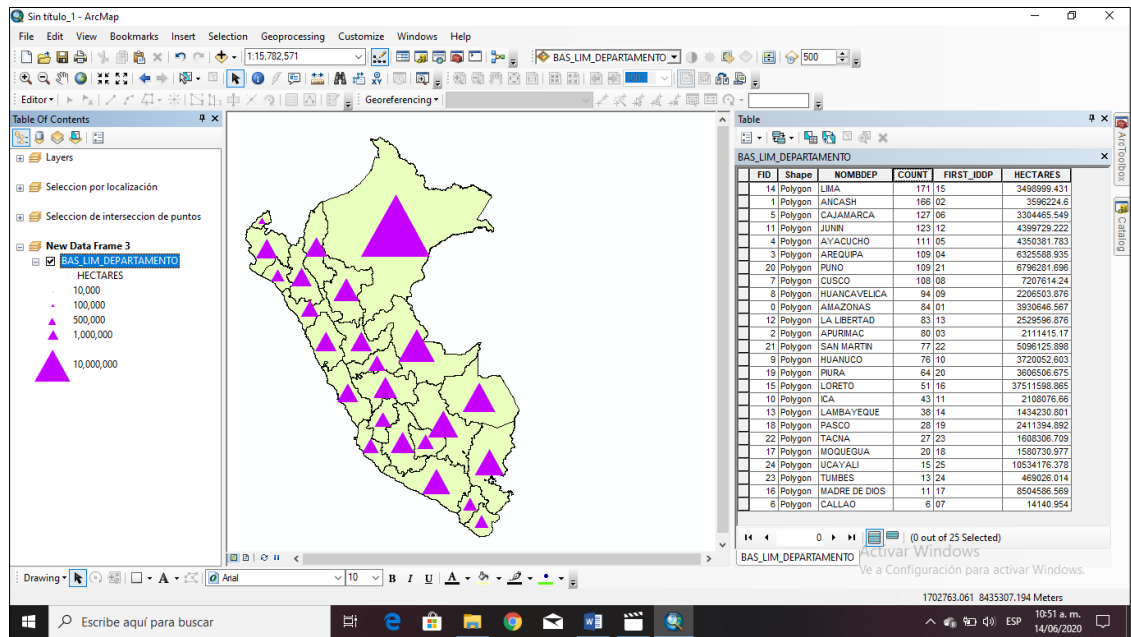 Sin título_1 - ArcMap
File Edit View Bookmarks Insert Selection Geoprocessing Customize Windows Help
1:15,782,571
BAS_LIM_DEPARTAMENTO
500
Editor
Georeferencing
Table Of Contents
Layers
Seleccion por localización
Seleccion de interseccion de puntos
New Data Frame 3
BAS_LIM_DEPARTAMENTO
HECTARES
10,000
100,000
500,000
1,000,000
10,000,000
Table
BAS_LIM_DEPARTAMENTO
FID Shape NOMBDEP COUNT FIRST_IDDP HECTARES
14 Polygon LIMA 171 15 3498999.431
1 Polygon ANCASH 166 02 3596224.6
5 Polygon CAJAMARCA 127 06 3304465.549
11 Polygon JUNIN 123 12 4399729.222
4 Polygon AYACUCHO 111 05 4350381.783
3 Polygon AREQUIPA 109 04 6325588.935
20 Polygon PUNO 109 21 6796281.696
7 Polygon CUSCO 108 08 7207614.24
8 Polygon HUANCAVELICA 94 09 2206503.876
0 Polygon AMAZONAS 84 01 3930646.567
12 Polygon LA LIBERTAD 83 13 2529596.876
2 Polygon APURIMAC 80 03 2111415.17
21 Polygon SAN MARTIN 77 22 5096125.898
9 Polygon HUANUCO 76 10 3720052.603
19 Polygon PIURA 64 20 3606506.675
15 Polygon LORETO 51 16 37511598.865
10 Polygon ICA 43 11 2108076.66
13 Polygon LAMBAYEQUE 38 14 1434230.801
18 Polygon PASCO 28 19 2411394.892
22 Polygon TACNA 27 23 1608306.709
17 Polygon MOQUEGUA 20 18 1580730.977
24 Polygon UCAYALI 15 25 10534176.378
23 Polygon TUMBES 13 24 469026.014
16 Polygon MADRE DE DIOS 11 17 8504586.569
6 Polygon CALLAO 6 07 14140.954
0
(0 out of 25 Selected)
BAS_LIM_DEPARTAMENTO
ArcToolbox
Catalog
Activar Windows
Ve a Configuración para activar Windows.
Drawing
Arial
10
B I U A
1702763.061 8435307.194 Meters
Escribe aquí para buscar
ESP
10:51 a. m.
14/06/2020